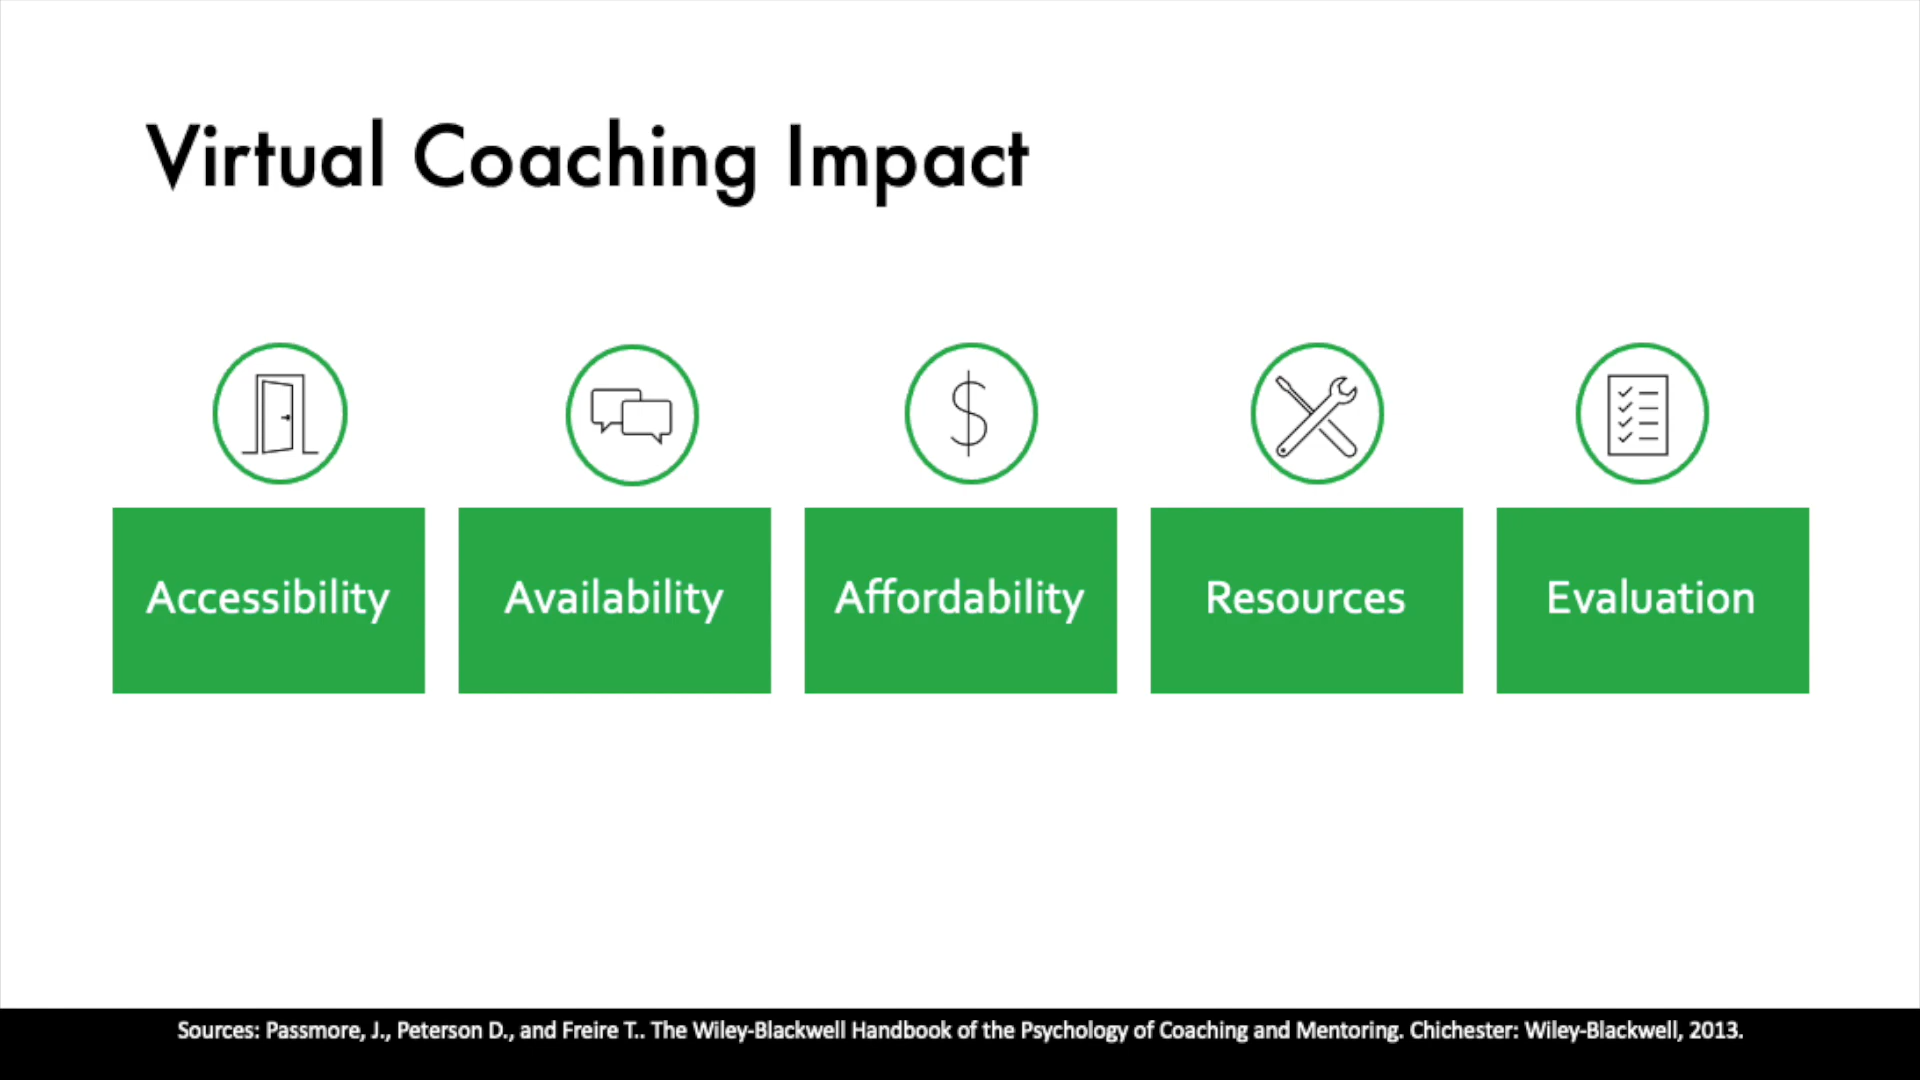 Virtual Coaching Impact
$
Accessibility
Availability
Affordability
Resources
Evaluation
Sources: Passmore, J., Peterson D., and Freire T.. The Wiley-Blackwell Handbook of the Psychology of Coaching and Mentoring. Chichester: Wiley-Blackwell, 2013.